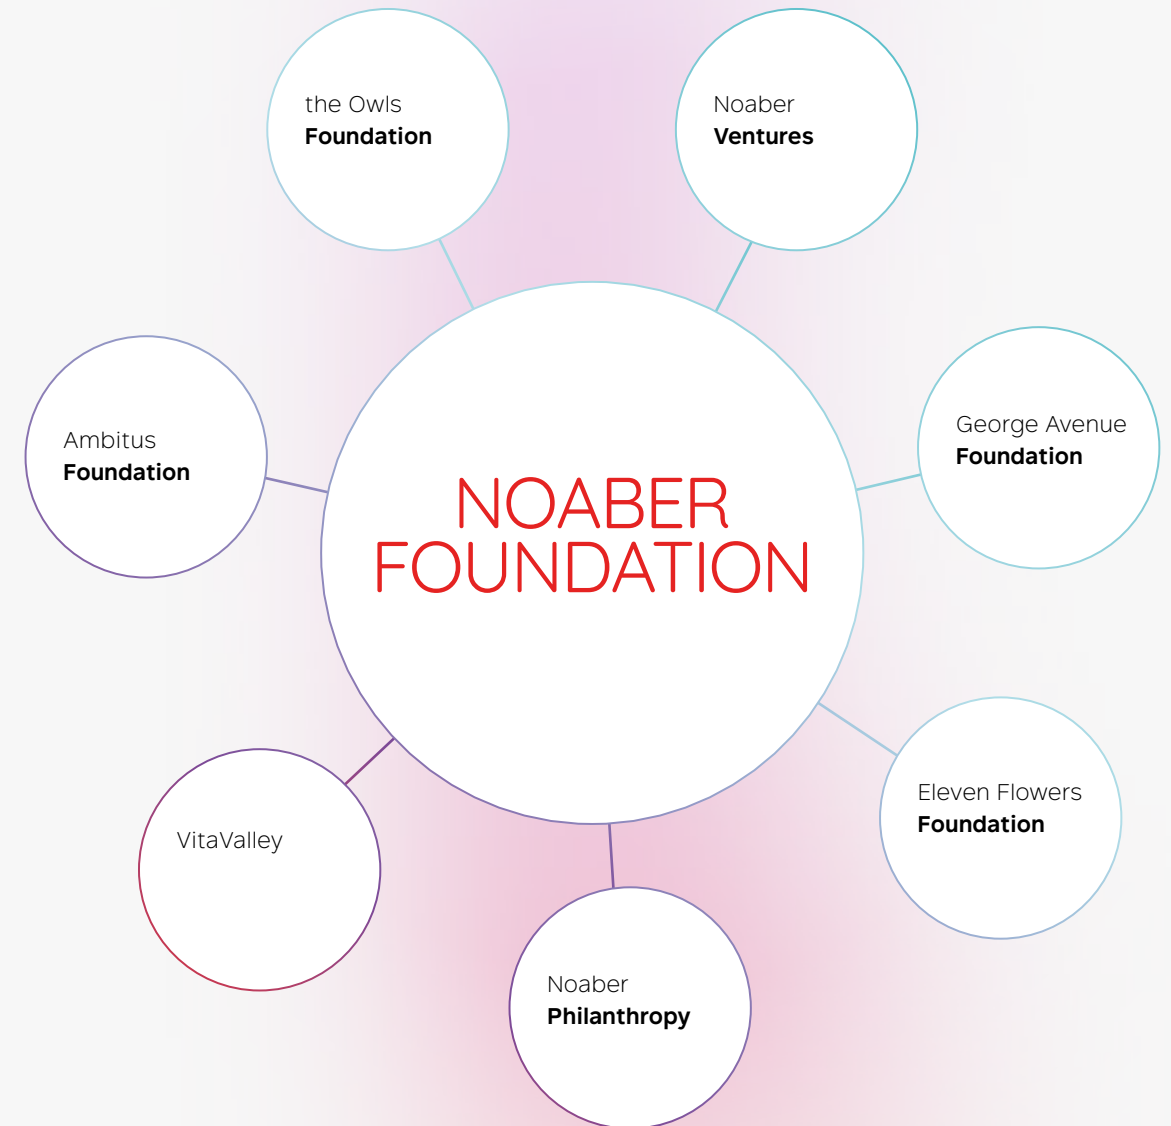 the Owls
Foundation
Noaber
Ventures
George Avenue
Foundation
Ambitus
Foundation
NOABER
FOUNDATION
Eleven Flowers
Foundation
VitaValley
Noaber
Philanthropy